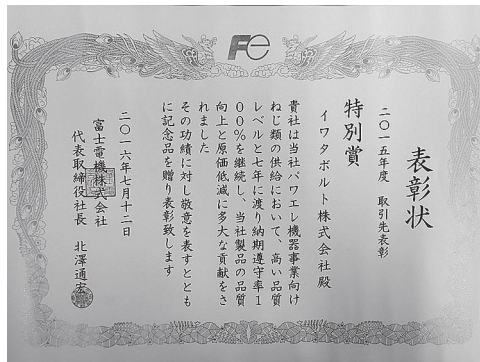 Fe
表彰状
二〇一五年度 取引先表彰
特別賞
イワタボルト株式会社殿
貴社は当社パワエレ機器事業向け
ねじ類の供給において、高い品質
レベルと七年に渡り納期遵守率1
00%を継続し、当社製品の品質
向上と原価低減に多大な貢献をさ
れました
その功績に対し敬意を表すととも
に記念品を贈り表彰致します
二〇一六年七月十二日
富士電機株式会社
代表取締役社長 北澤通宏